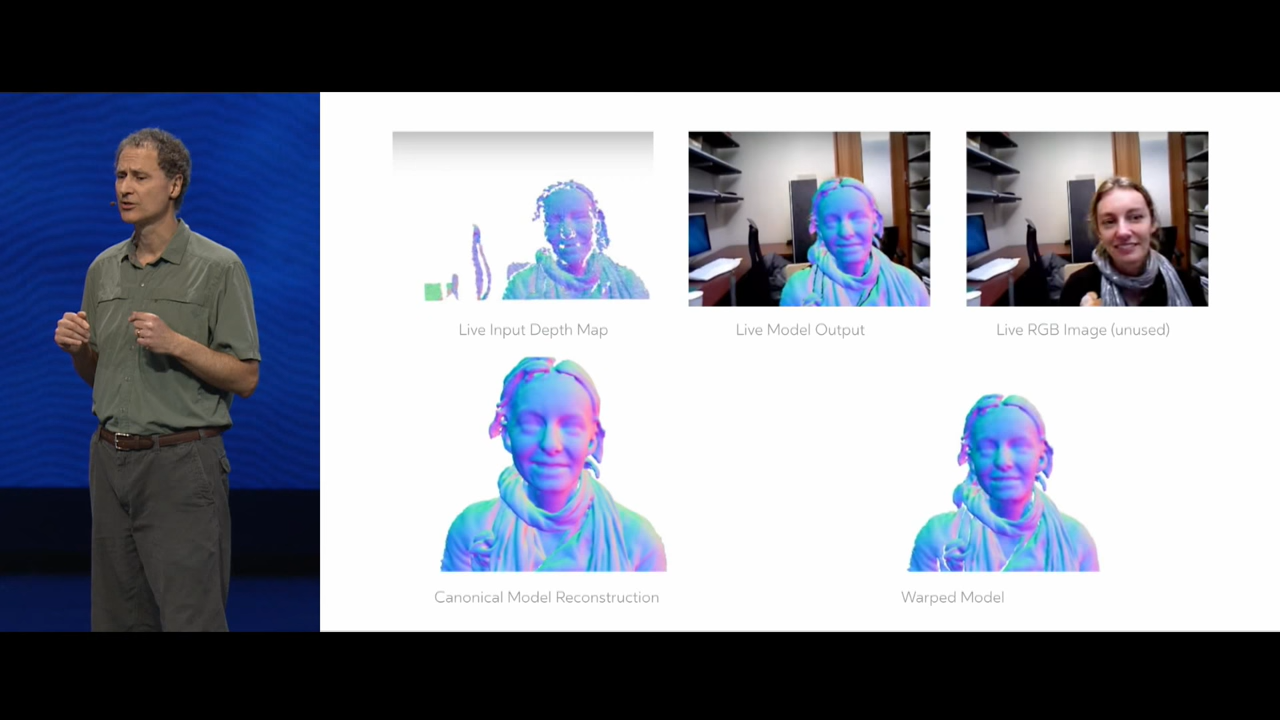 Live Input Depth Map
Live Model Output
Live RGB Image (unused)
Canonical Model Reconstruction
Warped Model